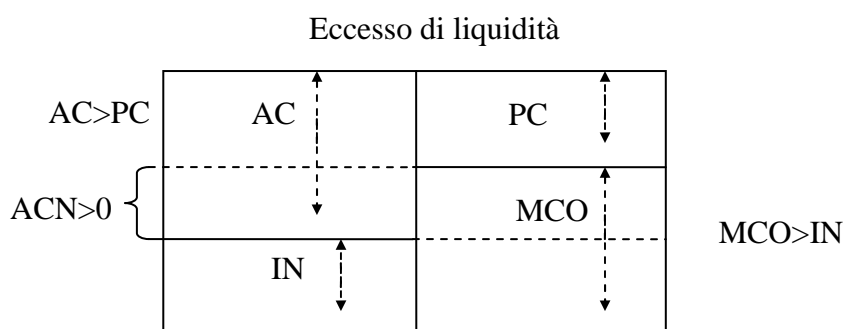 Eccesso di liquidità
AC>PC AC PC
ACN>0 MCO
MCO>IN
IN